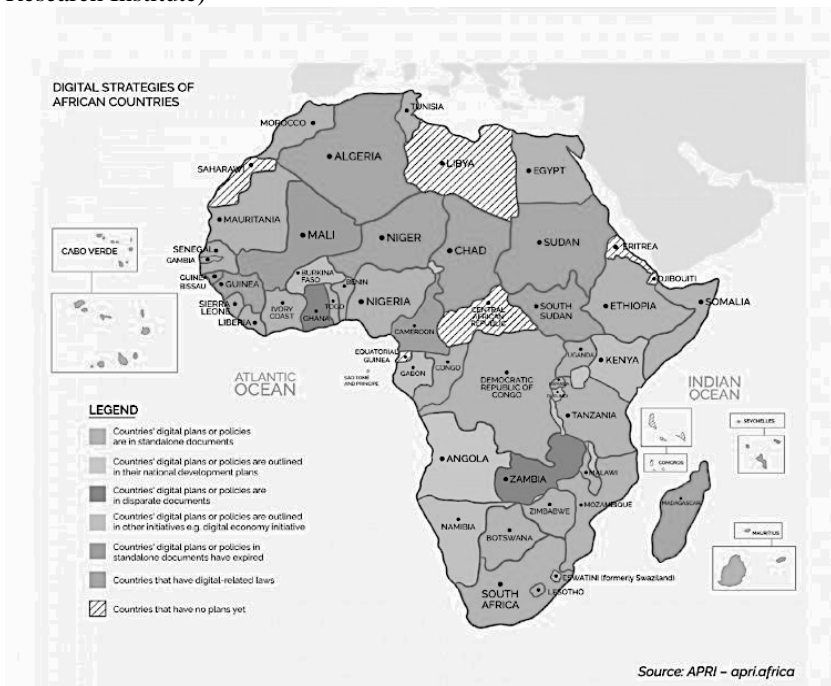 Research Institute)
DIGITAL STRATEGIES OF
AFRICAN COUNTRIES
TUNISIA
MOROCCO
ALGERIA
LIBYA
EGYPT
SAHARAWI
MAURITANIA
MALI
NIGER
CHAD
SUDAN
ERITREA
CABO VERDE
SENEGAL
GAMBIA
GUINEA
BISSAU
GUINEA
BURKINA
FASO
BENIN
DJIBOUITI
SIERRA
LEONE
LIBERIA
IVORY
COAST
GHANA
TOGO
NIGERIA
CENTRAL
AFRICAN
REPUBLIC
SOUTH
SUDAN
ETHIOPIA
SOMALIA
CAMEROON
EQUATORIAL
GUINEA
SAO TOME
AND PRINCIPE
GABON
CONGO
DEMOCRATIC
REPUBLIC OF
CONGO
UGANDA
KENYA
ATLANTIC
OCEAN
INDIAN
OCEAN
TANZANIA
SEYCHELLES
COMOROS
ANGOLA
ZAMBIA
MALAWI
MOZAMBIQUE
MADAGASCAR
MAURITIUS
ZIMBABWE
NAMIBIA
BOTSWANA
ESWATINI (formerly Swaziland)
LESOTHO
SOUTH
AFRICA
LEGEND
Countries' digital plans or policies
are in standalone documents
Countries' digital plans or policies are outlined
in their national development plans
Countries' digital plans or policies are
in disparate documents
Countries' digital plans or policies are outlined
in other initiatives e.g. digital economy initiative
Countries' digital plans or policies in
standalone documents have expired
Countries that have digital-related laws
Countries that have no plans yet
Source: APRI – apri.africa